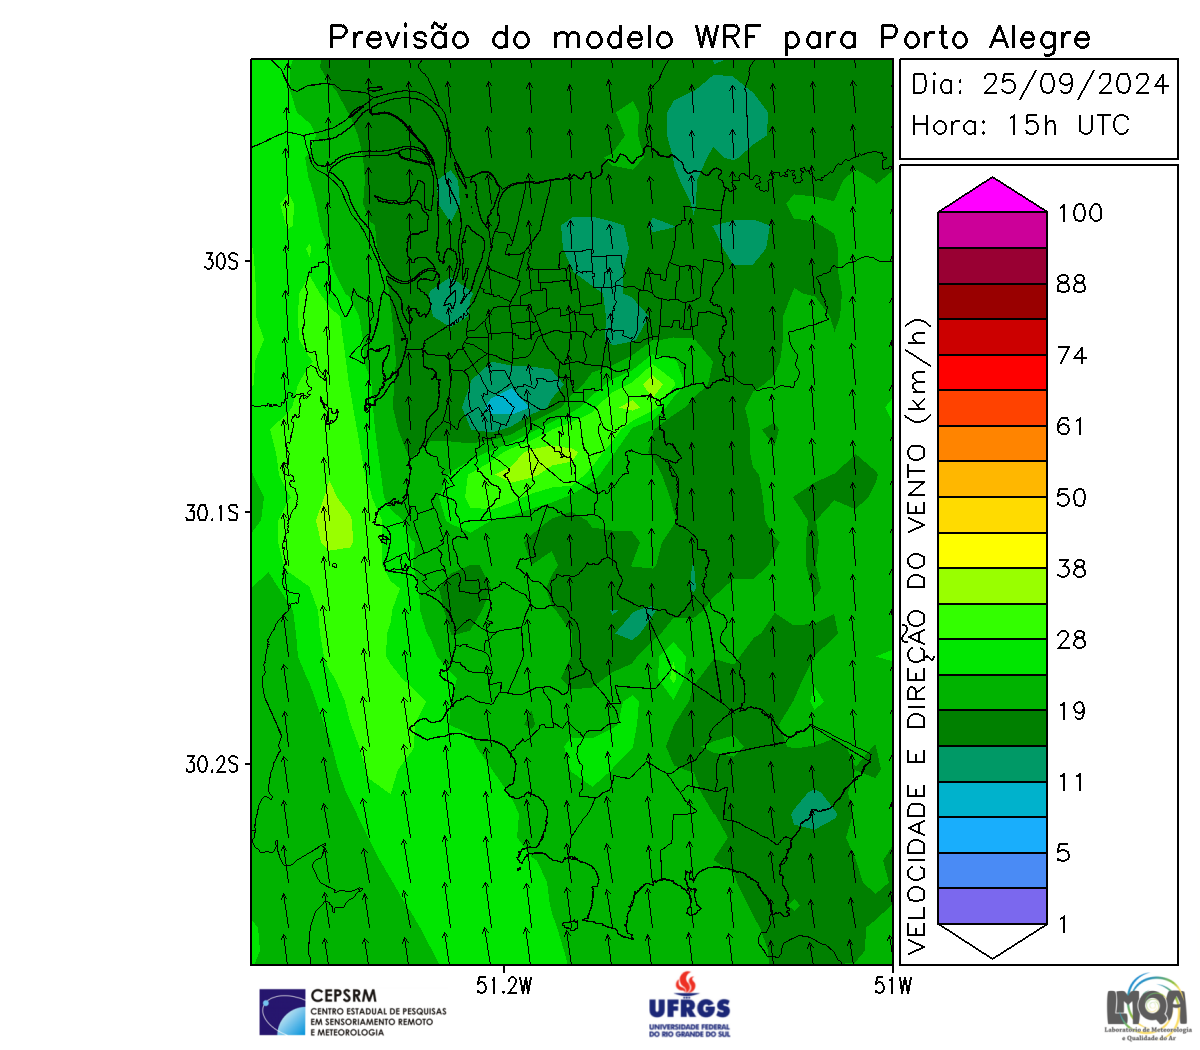 Previsão do modelo WRF para Porto Alegre
Dia: 25/09/2024
Hora: 15h UTC
100
88
74
61
50
38
28
19
11
5
1
VELOCIDADE E DIREÇÃO DO VENTO (km/h)
30S
30.1S
30.2S
51.2W
51W
CEPSRM
CENTRO ESTADUAL DE PESQUISAS
EM SENSORIAMENTO REMOTO
E METEOROLOGIA
UFRGS
UNIVERSIDADE FEDERAL
DO RIO GRANDE DO SUL
LMQA
Laboratório de Meteorologia
e Qualidade do Ar